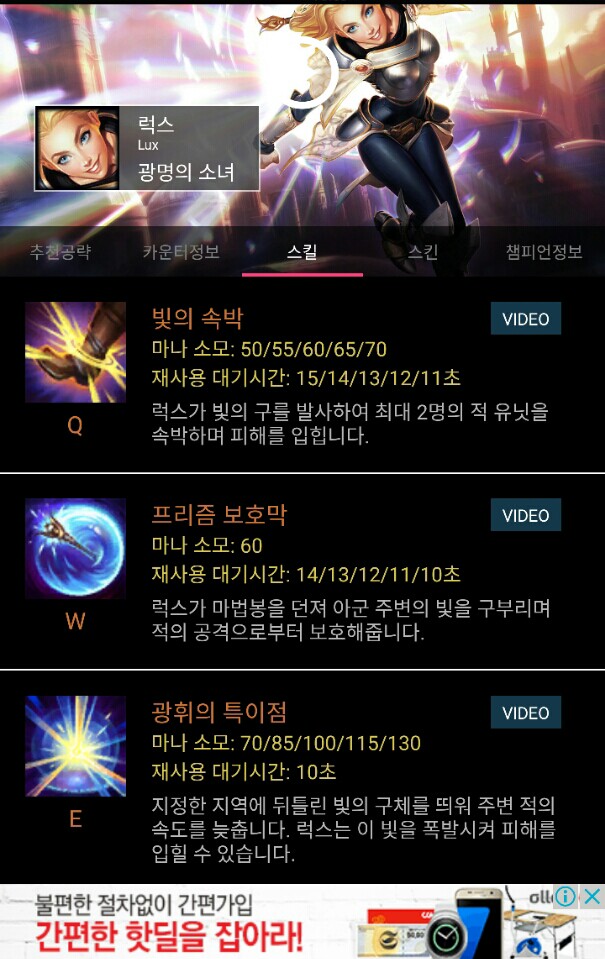 럭스
Lux
광명의 소녀
추천공략 카운터정보 스킬 스킨 챔피언정보
빛의 속박
VIDEO
마나 소모: 50/55/60/65/70
재사용 대기시간: 15/14/13/12/11초
럭스가 빛의 구를 발사하여 최대 2명의 적 유닛을
속박하며 피해를 입힙니다.
Q
프리즘 보호막
VIDEO
마나 소모: 60
재사용 대기시간: 14/13/12/11/10초
럭스가 마법봉을 던져 아군 주변의 빛을 구부리며
적의 공격으로부터 보호해줍니다.
W
광휘의 특이점
VIDEO
마나 소모: 70/85/100/115/130
재사용 대기시간: 10초
지정한 지역에 뒤틀린 빛의 구체를 띄워 주변 적의
속도를 늦춥니다. 럭스는 이 빛을 폭발시켜 피해를
입힐 수 있습니다.
E
불편한 절차없이 간편가입
간편한 핫딜을 잡아라!